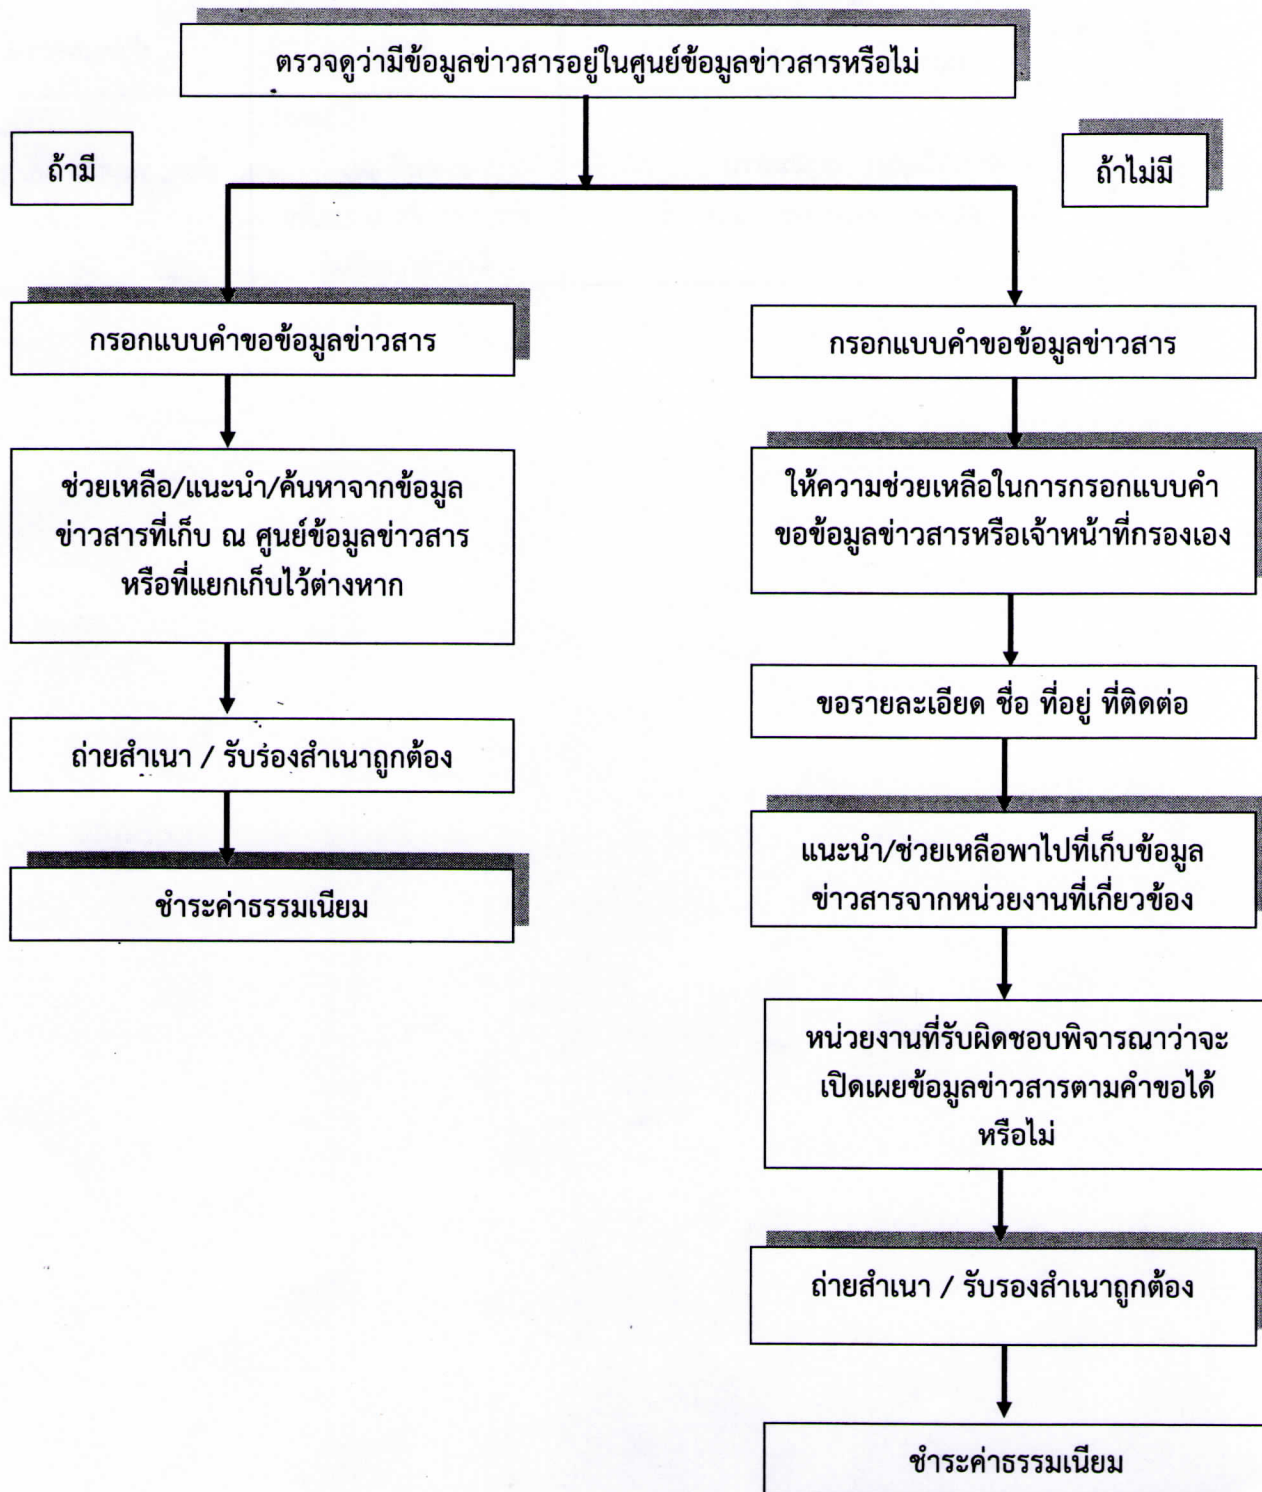 ตรวจดูว่ามีข้อมูลข่าวสารอยู่ในศูนย์ข้อมูลข่าวสารหรือไม่
ถ้ามี
ถ้าไม่มี
กรอกแบบคำขอข้อมูลข่าวสาร
ช่วยเหลือ/แนะนำ/ค้นหาจากข้อมูล
ข่าวสารที่เก็บ ณ ศูนย์ข้อมูลข่าวสาร
หรือที่แยกเก็บไว้ต่างหาก
ถ่ายสำเนา / รับรองสำเนาถูกต้อง
ชำระค่าธรรมเนียม
กรอกแบบคำขอข้อมูลข่าวสาร
ให้ความช่วยเหลือในการกรอกแบบคำ
ขอข้อมูลข่าวสารหรือเจ้าหน้าที่กรองเอง
ขอรายละเอียด ชื่อ ที่อยู่ ที่ติดต่อ
แนะนำ/ช่วยเหลือพาไปที่เก็บข้อมูล
ข่าวสารจากหน่วยงานที่เกี่ยวข้อง
หน่วยงานที่รับผิดชอบพิจารณาว่าจะ
เปิดเผยข้อมูลข่าวสารตามคำขอได้
หรือไม่
ถ่ายสำเนา / รับรองสำเนาถูกต้อง
ชำระค่าธรรมเนียม